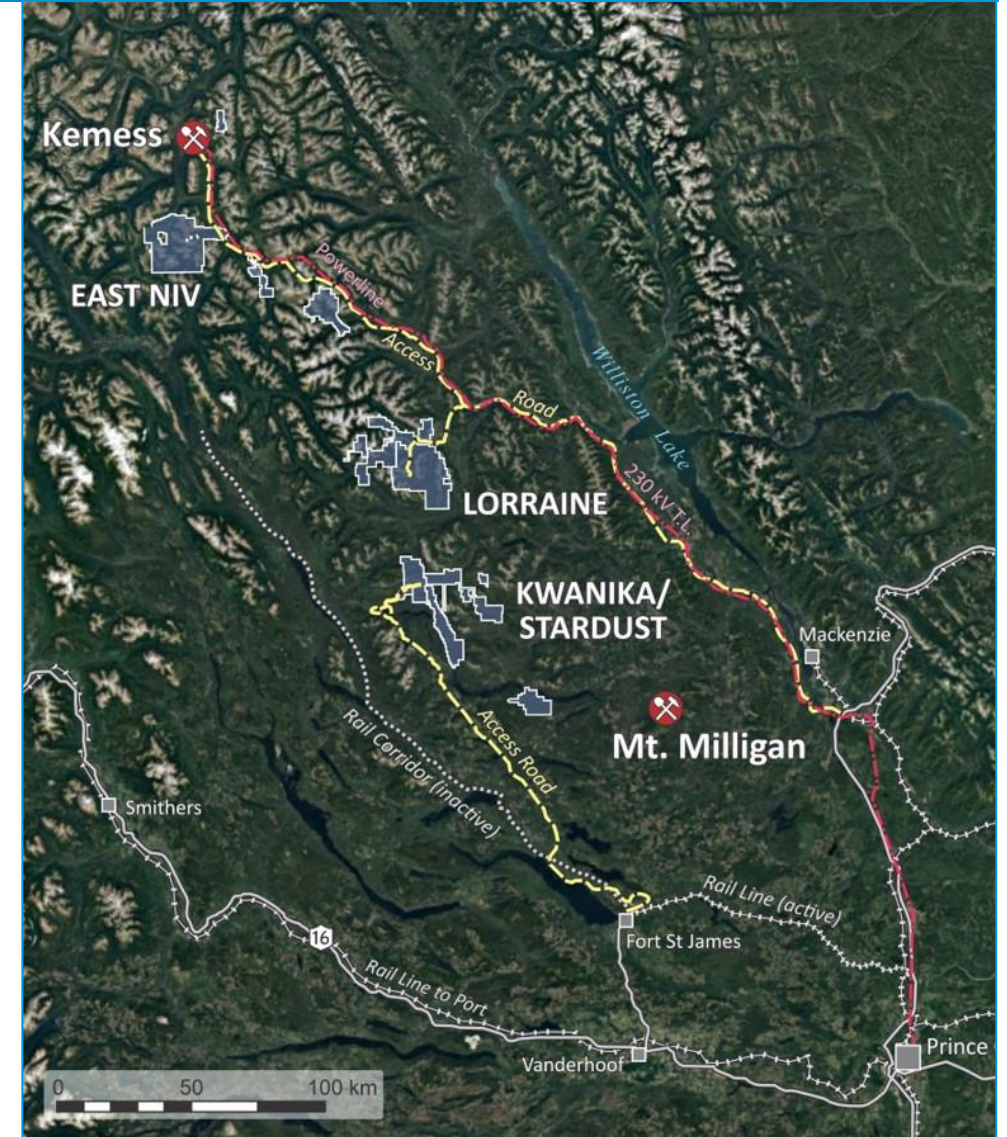 Kemess
EAST NIV
Powerline
Access
Road
Williston Lake
230 kV T.L.
LORRAINE
KWANIKA/
STARDUST
Mackenzie
Mt. Milligan
Access Road
Rail Corridor (inactive)
Smithers
16
Rail Line (active)
Fort St James
Rail Line to Port
Vanderhoof
Prince
0 50 100 km